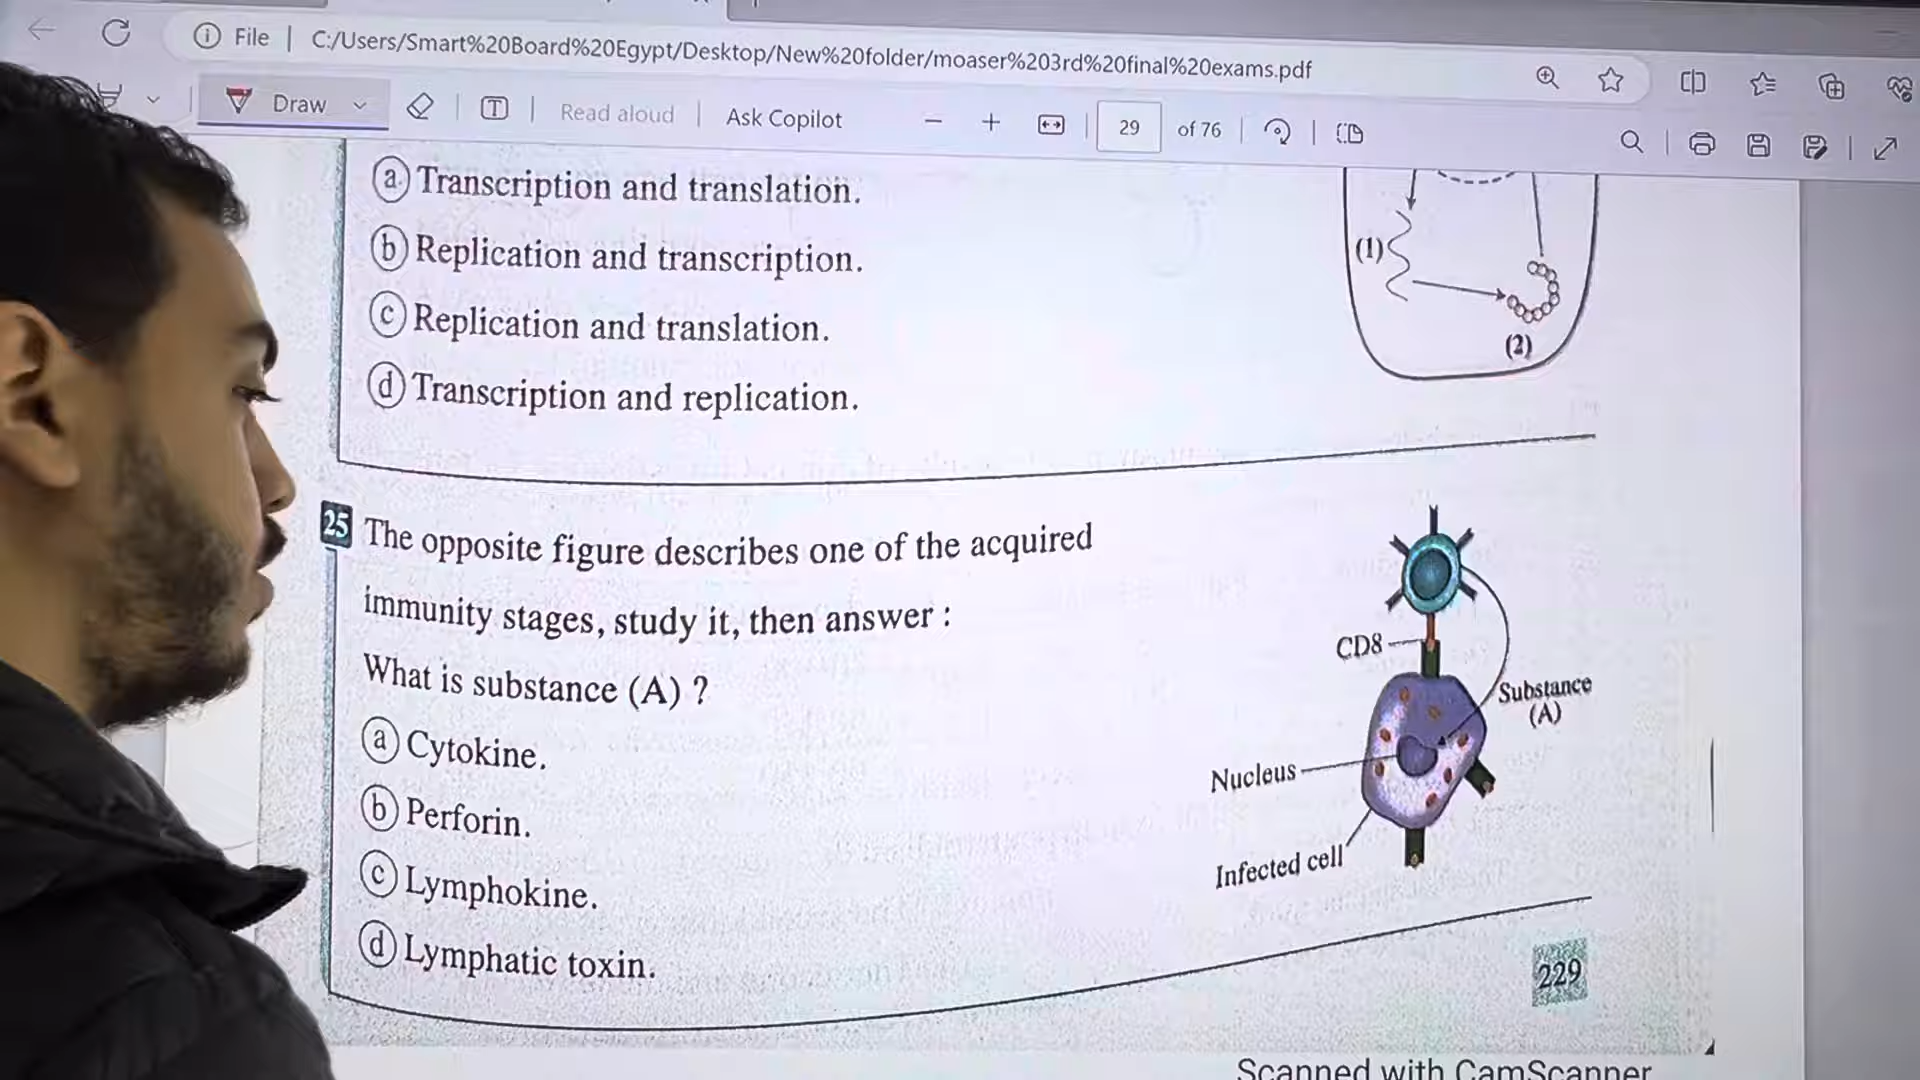 File | C:/Users/Smart%20Board%20Egypt/Desktop/New%20folder/moaser%203rd%20final%20exams.pdf
Draw Read aloud Ask Copilot 29 of 76
a Transcription and translation.
b Replication and transcription.
c Replication and translation.
d Transcription and replication.
(1)
(2)
25 The opposite figure describes one of the acquired
immunity stages, study it, then answer :
What is substance (A) ?
a Cytokine.
b Perforin.
c Lymphokine.
d Lymphatic toxin.
CD8
Substance
(A)
Nucleus
Infected cell
229
Scanned with CamScanner